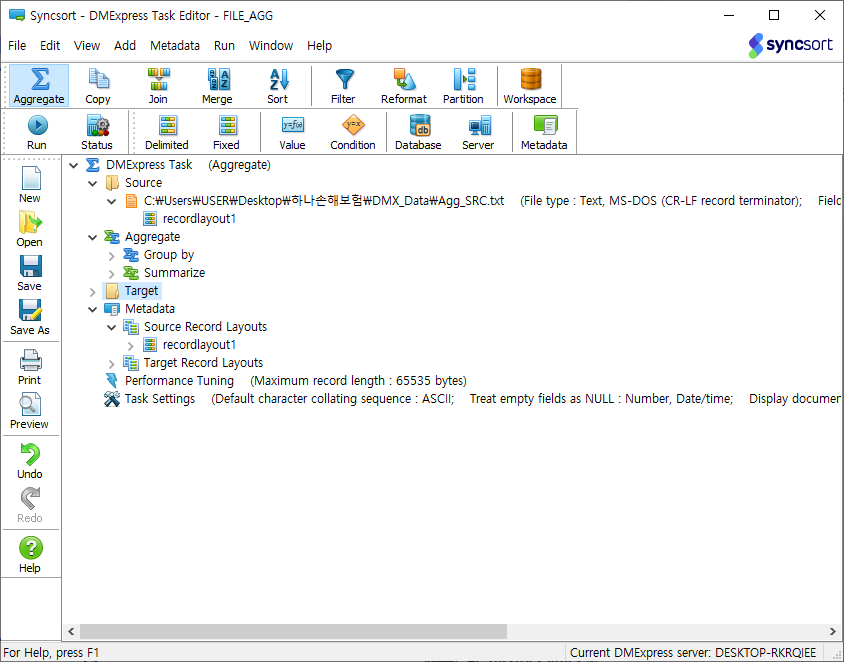 Syncsort - DMExpress Task Editor - FILE_AGG
File Edit View Add Metadata Run Window Help
syncsort
Aggregate Copy Join Merge Sort Filter Reformat Partition Workspace
Run Status Delimited Fixed Value Condition Database Server Metadata
New
Open
Save
Save As
Print
Preview
Undo
Redo
Help
DMExpress Task (Aggregate)
Source
C:₩Users₩USER₩Desktop₩하나손해보험₩DMX_Data₩Agg_SRC.txt (File type : Text, MS-DOS (CR-LF record terminator); Field
recordlayout1
Aggregate
Group by
Summarize
Target
Metadata
Source Record Layouts
recordlayout1
Target Record Layouts
Performance Tuning (Maximum record length : 65535 bytes)
Task Settings (Default character collating sequence : ASCII; Treat empty fields as NULL : Number, Date/time; Display documen
For Help, press F1
Current DMExpress server: DESKTOP-RKRQIEE